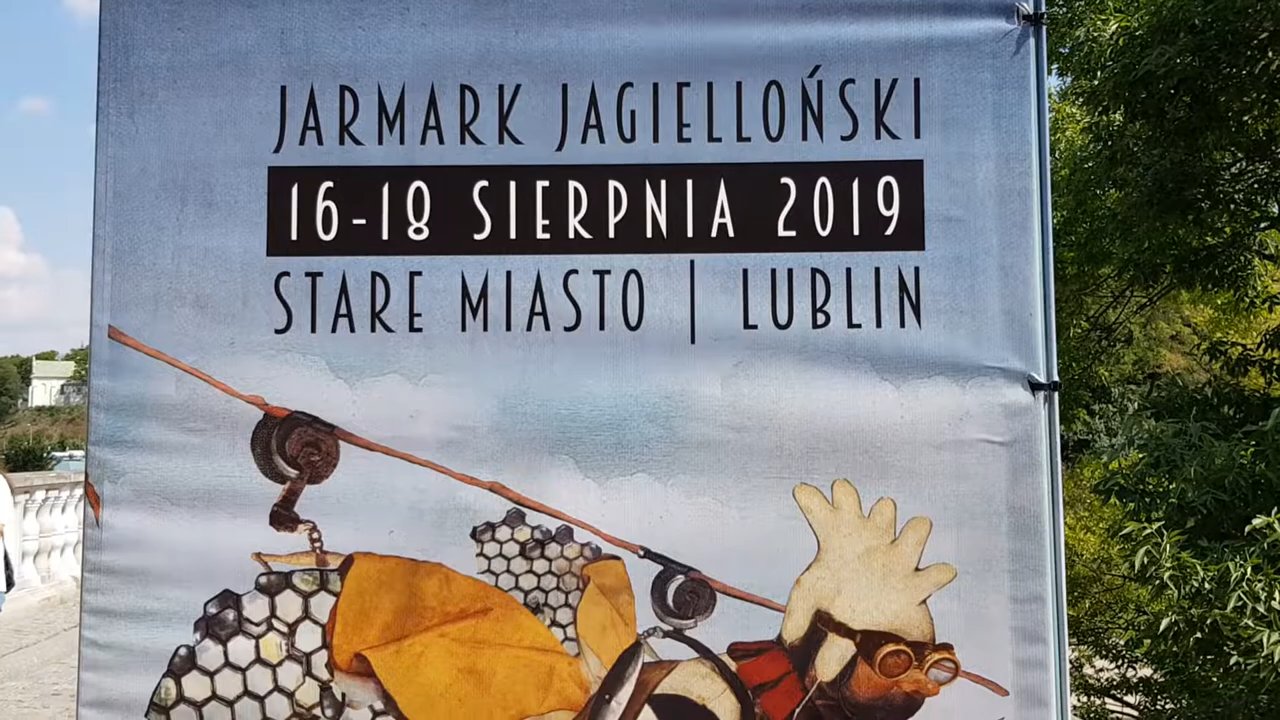 JARMARK JAGIELLOŃSKI
16-18 SIERPNIA 2019
STARE MIASTO | LUBLIN